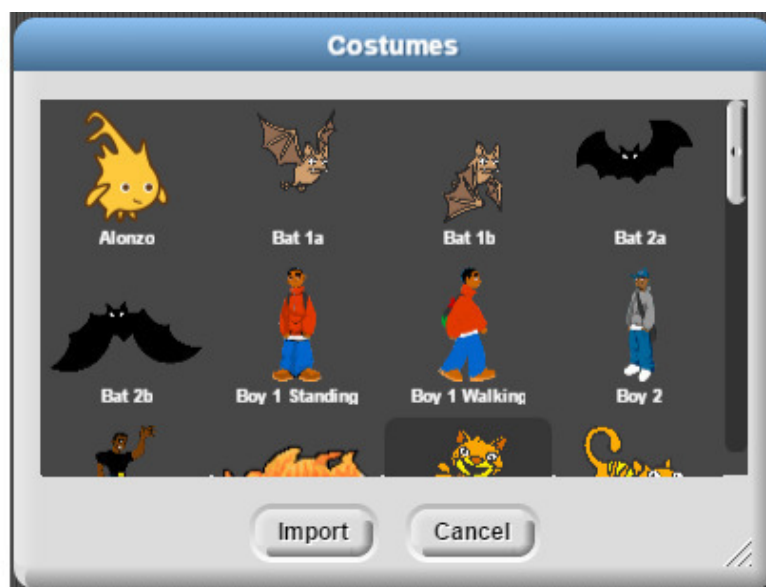 Costumes
Alonzo Bat 1a Bat 1b Bat 2a
Bat 2b Boy 1 Standing Boy 1 Walking Boy 2
Import Cancel